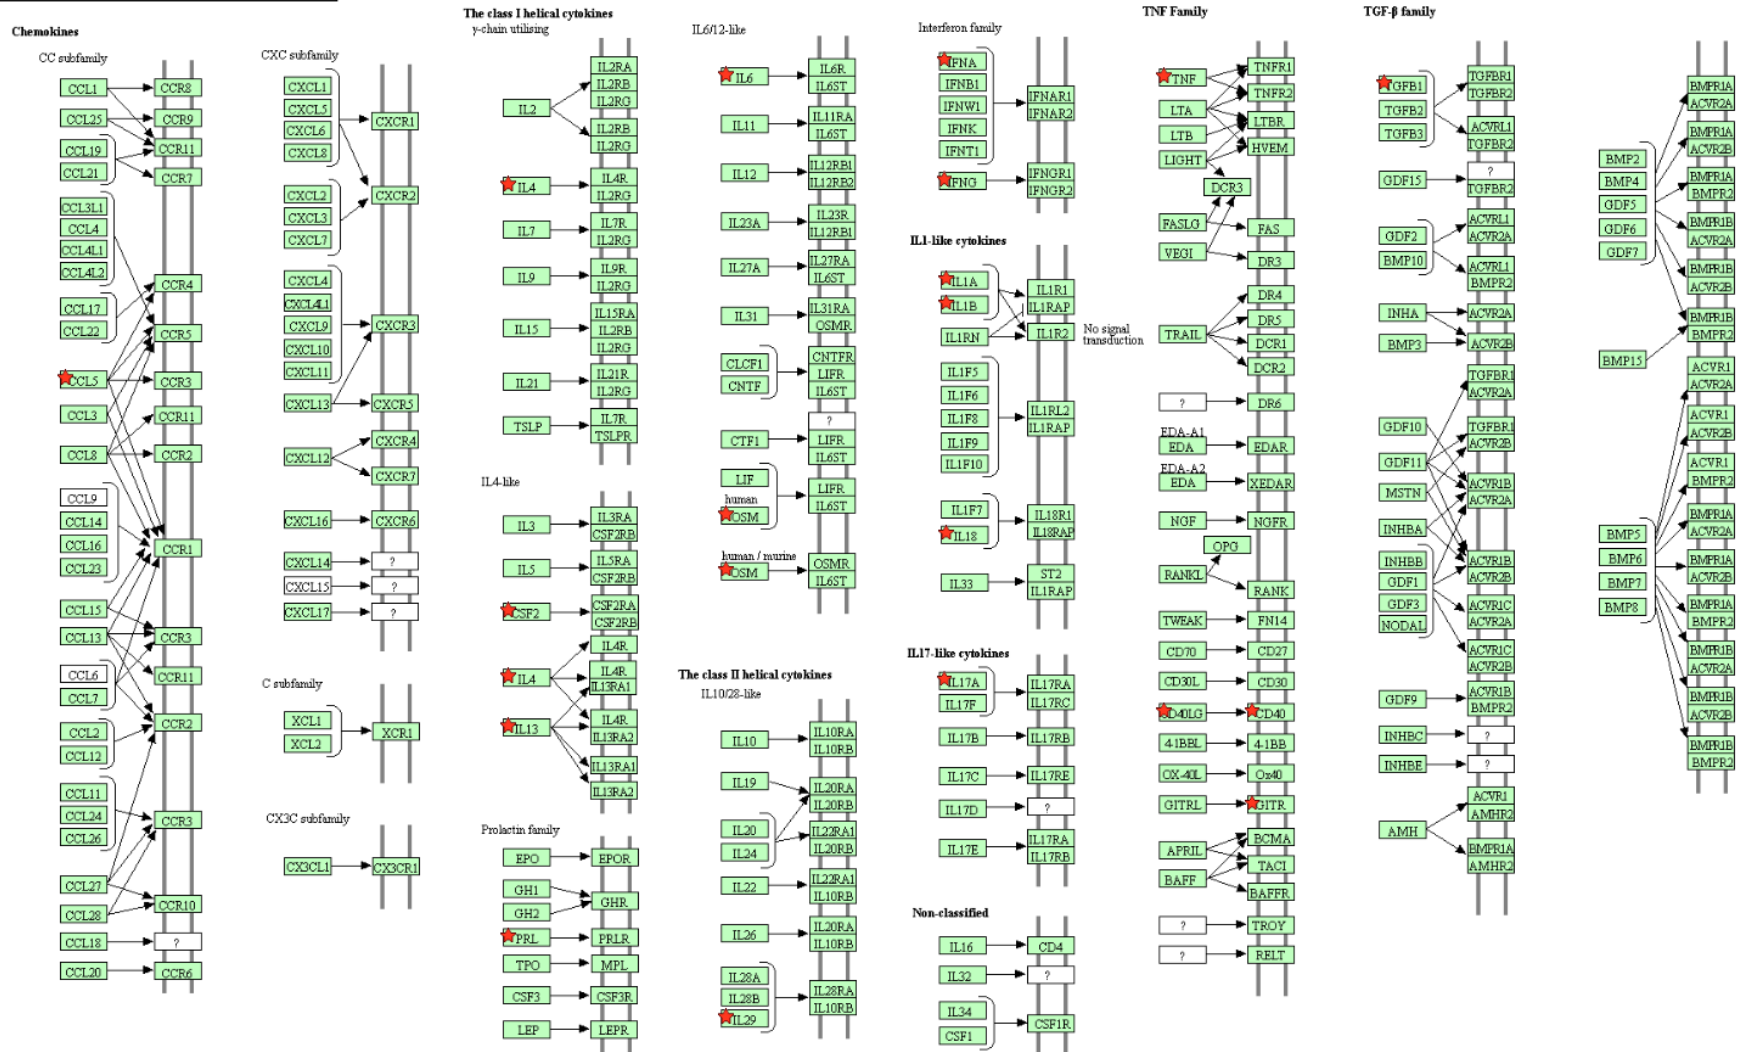 Chemokines
CC subfamily
CCL1
CCR8
CCL25
CCR9
CCL19
CCR11
CCL21
CCR7
CCL3L1
CCL4
CCL4L1
CCL4L2
CCR4
CCL17
CCL22
CCR5
CCL5
CCR3
CCL3
CCR11
CCL8
CCR2
CCL9
CCL14
CCL16
CCL23
CCR1
CCL15
CCL13
CCR3
CCL6
CCR11
CCL7
CCL2
CCR2
CCL12
CCL11
CCL24
CCR3
CCL26
CCL27
CCR10
CCL28
CCL18
?
CCL20
CCR6
CXC subfamily
CXCL1
CXCL5
CXCL6
CXCR1
CXCL8
CXCL2
CXCR2
CXCL3
CXCL7
CXCL4
CXCL4L1
CXCL9
CXCR3
CXCL10
CXCL11
CXCL13
CXCR5
CXCR4
CXCL12
CXCR7
CXCL16
CXCR6
CXCL14
?
CXCL15
?
CXCL17
?
C subfamily
XCL1
XCR1
XCL2
CX3C subfamily
CX3CL1
CX3CR1
The class I helical cytokines
γ-chain utilising
IL2RA
IL2RB
IL2RG
IL2
IL2RB
IL2RG
IL4
IL4R
IL2RG
IL7
IL7R
IL2RG
IL9
IL9R
IL2RG
IL15
IL15RA
IL2RB
IL2RG
IL21
IL21R
IL2RG
TSLP
IL7R
TSLPR
IL4-like
IL3
IL3RA
CSF2RB
IL5
IL5RA
CSF2RB
CSF2
CSF2RA
CSF2RB
IL4R
IL4
IL4R
IL13RA1
IL13
IL4R
IL13RA2
IL13RA1
IL13RA2
Prolactin family
EPO
EPOR
GH1
GHR
GH2
PRL
PRLR
TPO
MPL
CSF3
CSF3R
LEP
LEPR
IL6/12-like
IL6
IL6R
IL6ST
IL11
IL11RA
IL6ST
IL12
IL12RB1
IL12RB2
IL23A
IL23R
IL12RB1
IL27A
IL27RA
IL6ST
IL31
IL31RA
OSMR
CLCF1
CNTF
CNTFR
LIFR
IL6ST
CTF1
?
LIFR
IL6ST
LIF
human
OSM
LIFR
IL6ST
human / murine
OSM
OSMR
IL6ST
The class II helical cytokines
IL10/28-like
IL10
IL10RA
IL10RB
IL19
IL20RA
IL20RB
IL20
IL24
IL22RA1
IL20RB
IL22
IL22RA1
IL10RB
IL26
IL20RA
IL10RB
IL28A
IL28B
IL29
IL28RA
IL10RB
Interferon family
IFNA
IFNB1
IFNW1
IFNK
IFNT1
IFNAR1
IFNAR2
IFNG
IFNGR1
IFNGR2
IL1-like cytokines
IL1A
IL1B
IL1R1
IL1RAP
IL1RN
IL1R2
No signal
transduction
IL1F5
IL1F6
IL1F8
IL1F9
IL1F10
IL1RL2
IL1RAP
IL1F7
IL18
IL18R1
IL18RAP
IL33
ST2
IL1RAP
IL17-like cytokines
IL17A
IL17F
IL17RA
IL17RC
IL17B
IL17RB
IL17C
IL17RE
IL17D
?
IL17E
IL17RA
IL17RB
Non-classified
IL16
CD4
IL32
?
IL34
CSF1
CSF1R
TNF Family
TNF
TNFR1
TNFR2
LTA
LTBR
LTB
HVEM
LIGHT
DCR3
FASLG
FAS
VEGI
DR3
DR4
DR5
TRAIL
DCR1
DCR2
?
DR6
EDA-A1
EDA
EDAR
EDA-A2
EDA
XEDAR
NGF
NGFR
OPG
RANKL
RANK
TWEAK
FN14
CD70
CD27
CD30L
CD30
CD40LG
CD40
4-1BBL
4-1BB
OX-40L
Ox40
GITRL
GITR
BCMA
APRIL
TACI
BAFF
BAFFR
?
TROY
?
RELT
TGF-β family
TGFB1
TGFB2
TGFB3
TGFBR1
TGFBR2
ACVRL1
TGFBR2
GDF15
?
TGFBR2
GDF2
BMP10
ACVRL1
ACVR2A
ACVRL1
BMPR2
INHA
ACVR2A
BMP3
ACVR2B
TGFBR1
ACVR2A
GDF10
TGFBR1
ACVR2B
GDF11
MSTN
ACVR1B
ACVR2A
INHBA
INHBB
GDF1
GDF3
NODAL
ACVR1B
ACVR2B
ACVR1C
ACVR2A
ACVR1C
ACVR2B
GDF9
ACVR1B
BMPR2
INHBC
?
INHBE
?
AMH
ACVR1
AMHR2
BMPR1A
AMHR2
BMP2
BMP4
GDF5
GDF6
GDF7
BMPR1A
ACVR2A
BMPR1A
ACVR2B
BMPR1A
BMPR2
BMPR1B
ACVR2A
BMPR1B
ACVR2B
BMPR1B
BMPR2
BMP15
ACVR1
ACVR2A
ACVR1
ACVR2B
ACVR1
BMPR2
BMP5
BMP6
BMP7
BMP8
BMPR1A
ACVR2A
BMPR1A
ACVR2B
BMPR1A
BMPR2
BMPR1B
ACVR2A
BMPR1B
ACVR2B
BMPR1B
BMPR2